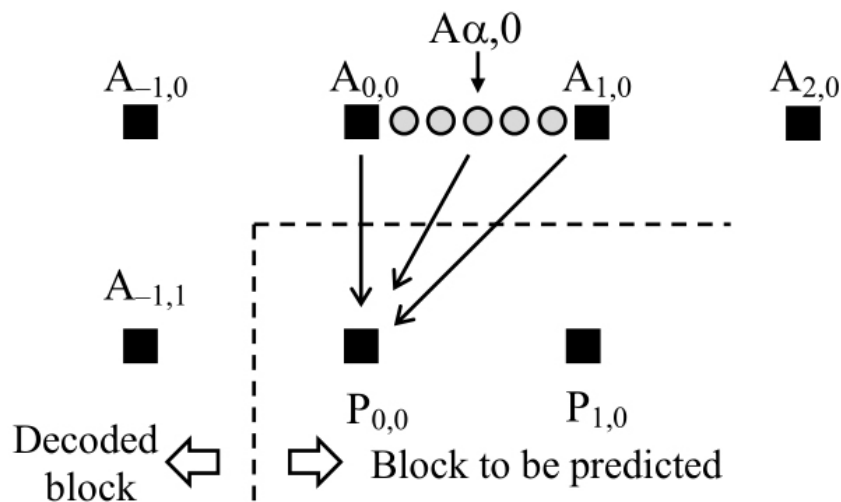 Aα,0
A₋₁,₀ A₀,₀ A₁,₀ A₂,₀
A₋₁,₁
P₀,₀ P₁,₀
Decoded
block
Block to be predicted